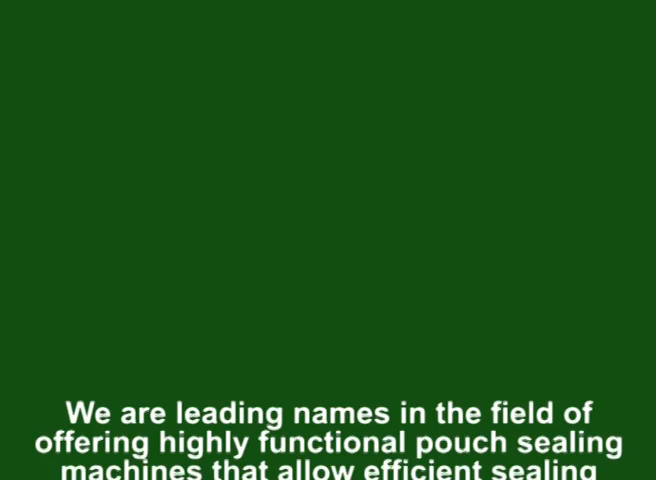 We are leading names in the field of
offering highly functional pouch sealing
machines that allow efficient sealing